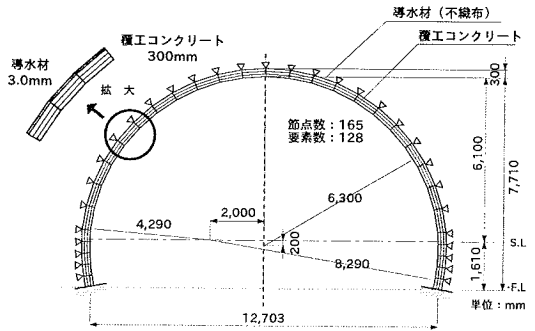 導水材（不織布）
覆工コンクリート
導水材
3.0mm
覆工コンクリート
300mm
拡 大
節点数：165
要素数：128
300
6,100
7,710
6,300
2,000
4,290
200
8,290
1,610
S.L
F.L
単位：mm
12,703